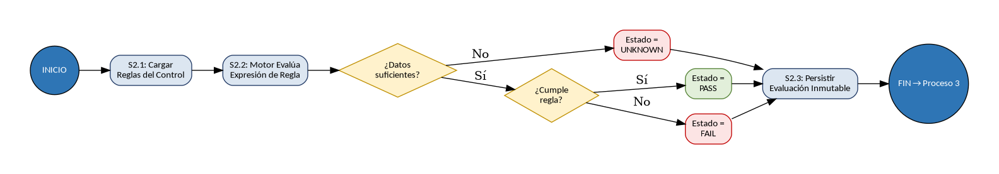 INICIO
S2.1: Cargar
Reglas del Control
S2.2: Motor Evalúa
Expresión de Regla
¿Datos
suficientes?
No
Sí
Estado =
UNKNOWN
¿Cumple
regla?
Sí
No
Estado =
PASS
Estado =
FAIL
S2.3: Persistir
Evaluación Inmutable
FIN → Proceso 3